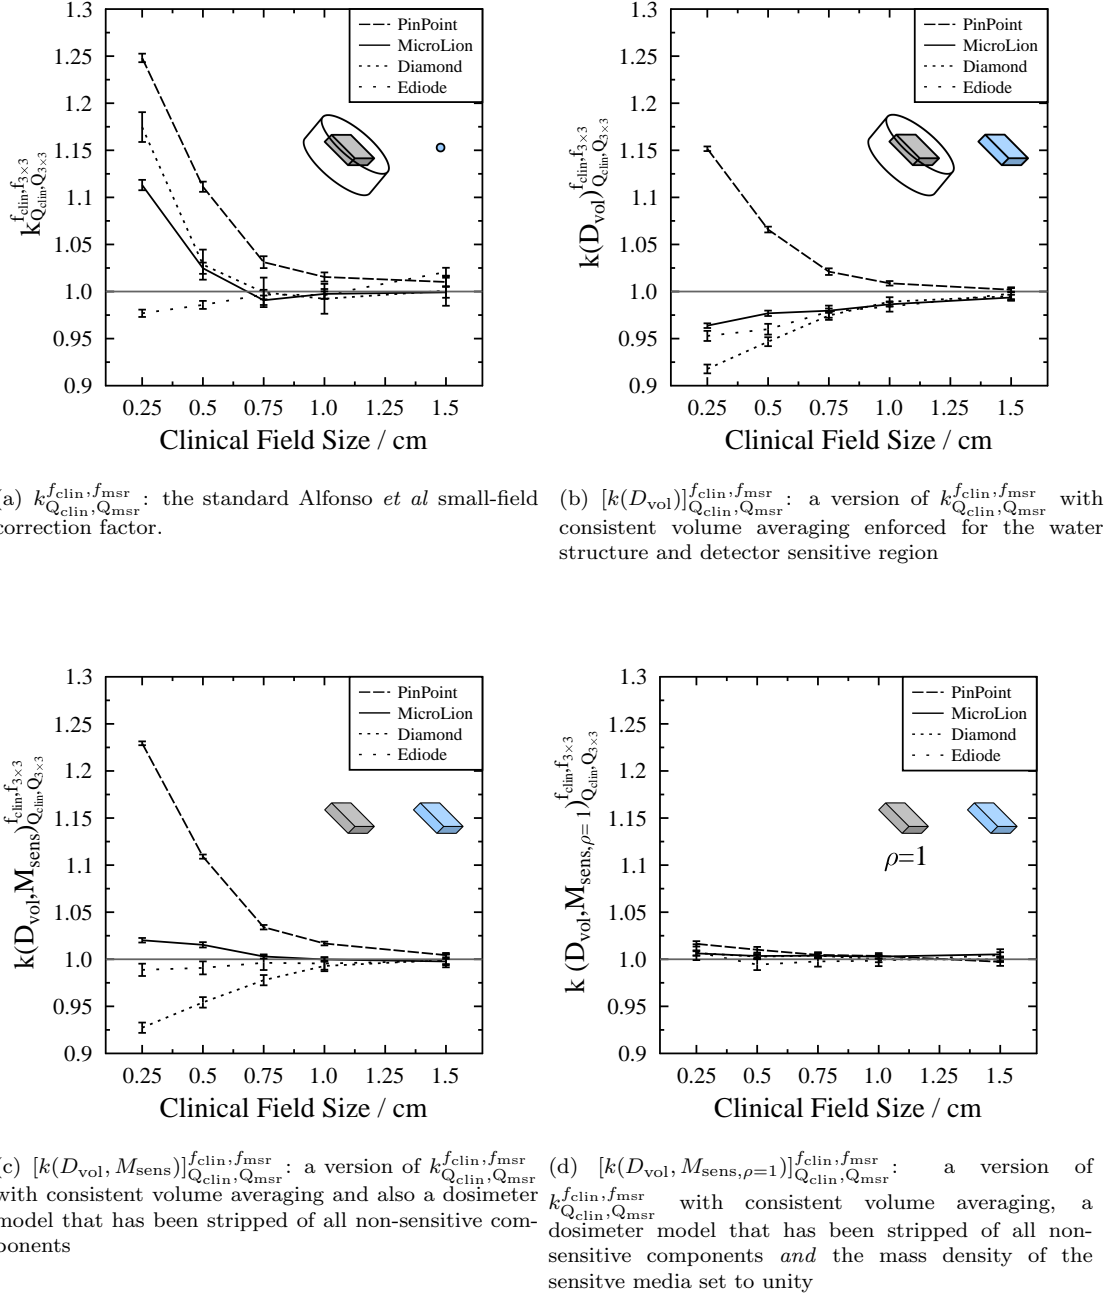 1.3
1.25
1.2
1.15
1.1
1.05
1.0
0.95
0.9
k f_clin,f_3×3 Q_clin,Q_3×3
PinPoint
MicroLion
Diamond
Ediode
0.25 0.5 0.75 1.0 1.25 1.5
Clinical Field Size / cm
1.3
1.25
1.2
1.15
1.1
1.05
1.0
0.95
0.9
k(D_vol) f_clin,f_3×3 Q_clin,Q_3×3
PinPoint
MicroLion
Diamond
Ediode
0.25 0.5 0.75 1.0 1.25 1.5
Clinical Field Size / cm
(a) k f_clin,f_msr Q_clin,Q_msr : the standard Alfonso et al small-field
correction factor.
(b) [k(D_vol)] f_clin,f_msr Q_clin,Q_msr : a version of k f_clin,f_msr Q_clin,Q_msr with
consistent volume averaging enforced for the water
structure and detector sensitive region
1.3
1.25
1.2
1.15
1.1
1.05
1.0
0.95
0.9
k(D_vol,M_sens) f_clin,f_3×3 Q_clin,Q_3×3
PinPoint
MicroLion
Diamond
Ediode
0.25 0.5 0.75 1.0 1.25 1.5
Clinical Field Size / cm
1.3
1.25
1.2
1.15
1.1
1.05
1.0
0.95
0.9
k (D_vol,M_sens,ρ=1) f_clin,f_3×3 Q_clin,Q_3×3
PinPoint
MicroLion
Diamond
Ediode
ρ=1
0.25 0.5 0.75 1.0 1.25 1.5
Clinical Field Size / cm
(c) [k(D_vol, M_sens)] f_clin,f_msr Q_clin,Q_msr : a version of k f_clin,f_msr Q_clin,Q_msr
with consistent volume averaging and also a dosimeter
model that has been stripped of all non-sensitive com-
ponents
(d) [k(D_vol, M_sens,ρ=1)] f_clin,f_msr Q_clin,Q_msr : a version of
k f_clin,f_msr Q_clin,Q_msr with consistent volume averaging, a
dosimeter model that has been stripped of all non-
sensitive components and the mass density of the
sensitve media set to unity